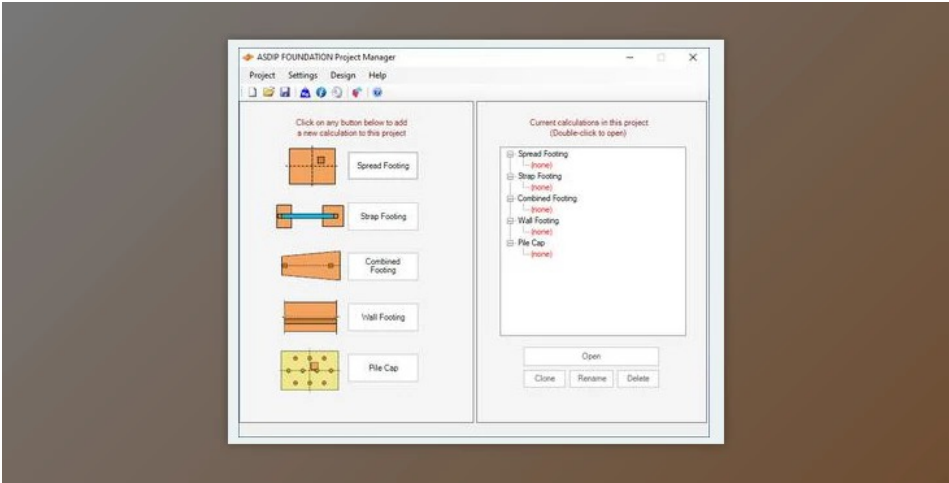 ASDIP FOUNDATION Project Manager
Project Settings Design Help
Click on any button below to add
a new calculation to this project
Spread Footing
Strap Footing
Combined
Footing
Wall Footing
Pile Cap
Current calculations in this project
(Double-click to open)
Spread Footing
(none)
Strap Footing
(none)
Combined Footing
(none)
Wall Footing
(none)
Pile Cap
(none)
Open
Clone Rename Delete